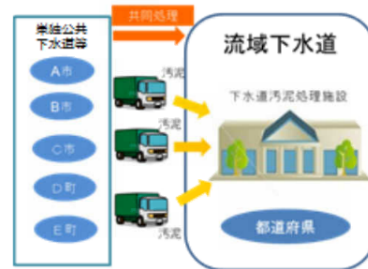 単独公共
下水道等
A市
B市
C市
D町
E町
共同処理
汚泥
汚泥
汚泥
流域下水道
下水道汚泥処理施設
都道府県